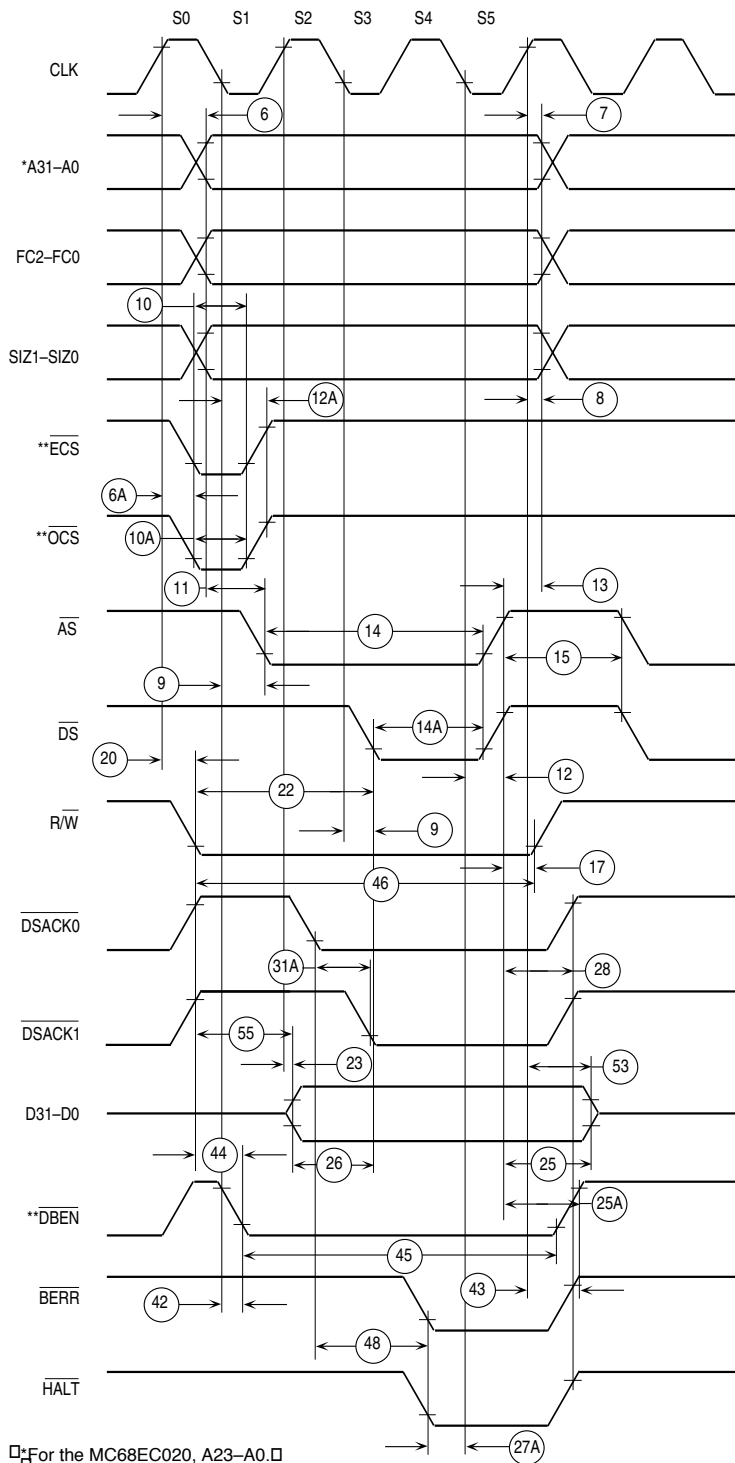 S0 S1 S2 S3 S4 S5
CLK
6 7
*A31–A0
FC2–FC0
10
SIZ1–SIZ0
12A 8
**ECS
6A
**OCS
10A
11 13
AS
14
15
9
DS
14A
20 12
22
R/W
9
17
46
DSACK0
31A 28
DSACK1
55
23 53
D31–D0
44 26 25
**DBEN
25A
45
BERR
42 43
48
HALT
27A
*For the MC68EC020, A23–A0.